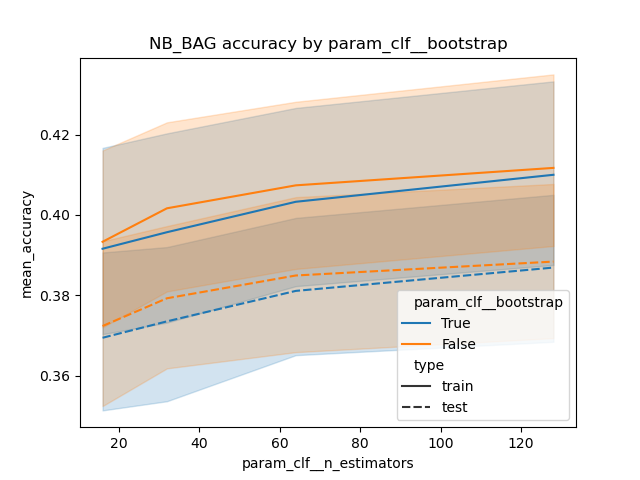 NB_BAG accuracy by param_clf__bootstrap
mean_accuracy
0.42
0.40
0.38
0.36
param_clf__bootstrap
True
False
type
train
test
20
40
60
80
100
120
param_clf__n_estimators